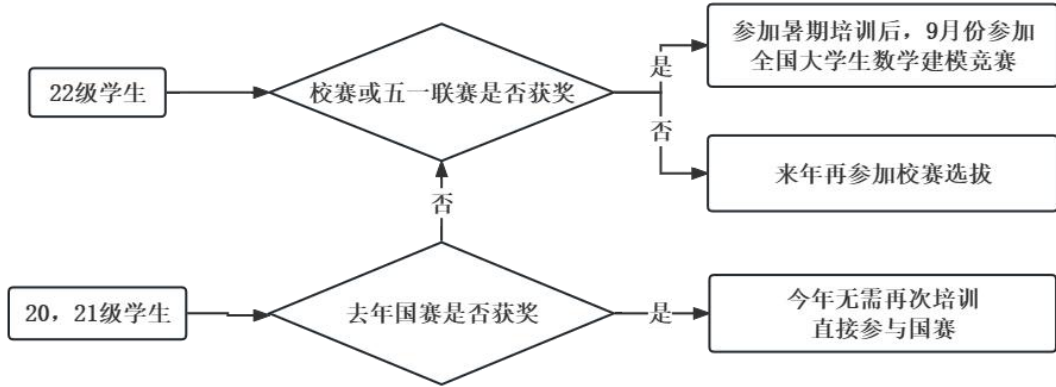 22级学生
校赛或五一联赛是否获奖
是
参加暑期培训后，9月份参加
全国大学生数学建模竞赛
否
来年再参加校赛选拔
否
20，21级学生
去年国赛是否获奖
是
今年无需再次培训
直接参与国赛